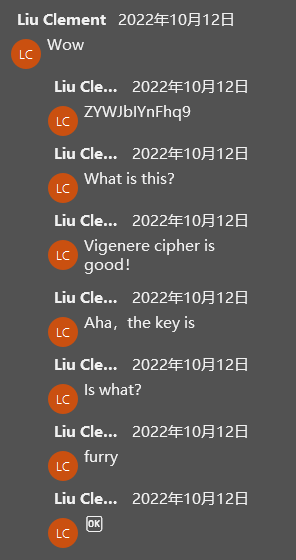 Liu Clement 2022年10月12日
LC Wow
Liu Cle... 2022年10月12日
LC ZYWJbIYnFhq9
Liu Cle... 2022年10月12日
LC What is this?
Liu Cle... 2022年10月12日
LC Vigenere cipher is
good！
Liu Cle... 2022年10月12日
LC Aha，the key is
Liu Cle... 2022年10月12日
LC Is what?
Liu Cle... 2022年10月12日
LC furry
Liu Cle... 2022年10月12日
LC 🆗